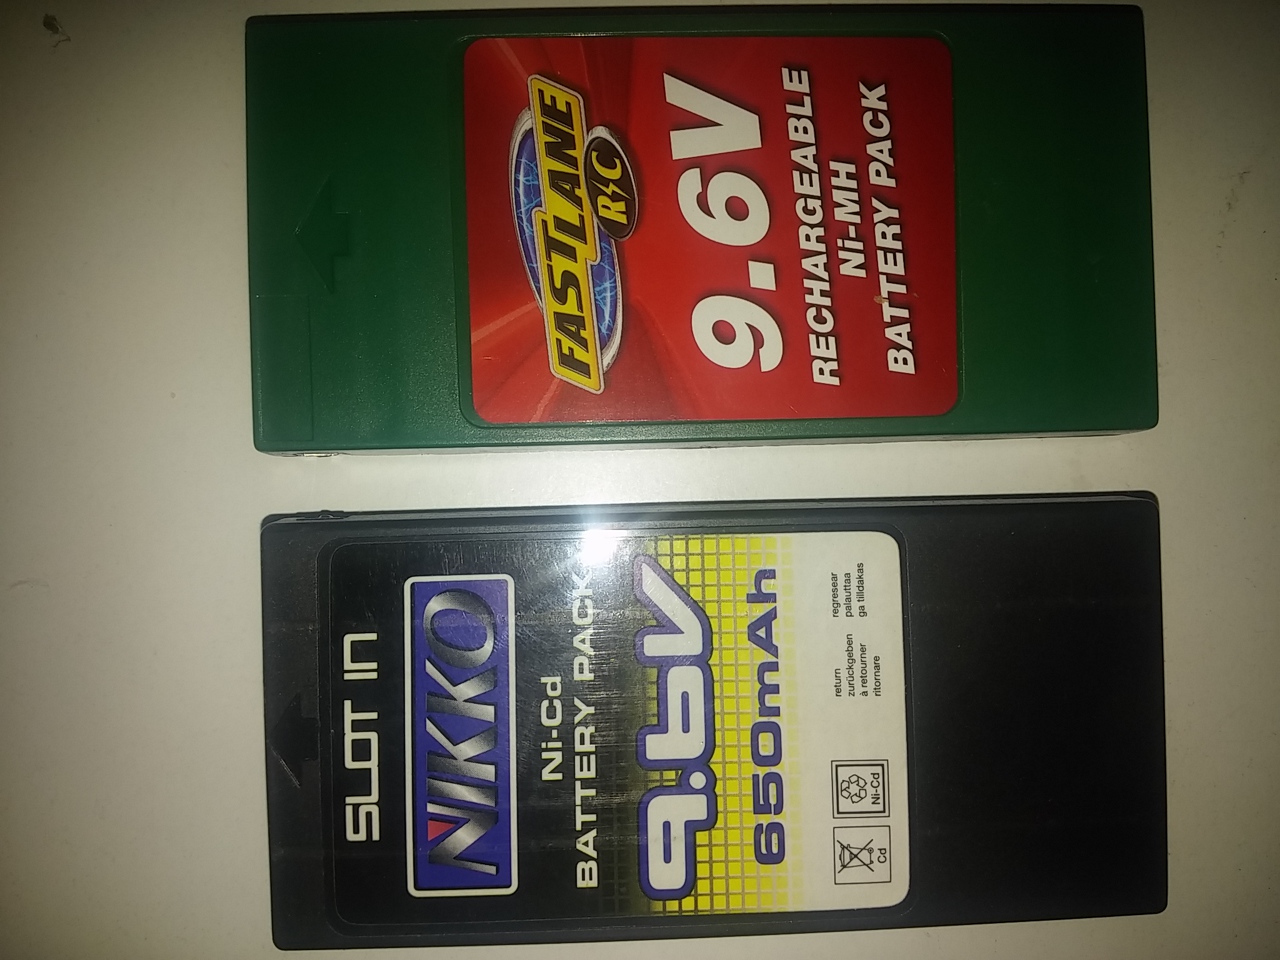 FASTLANE
R/C
9.6V
RECHARGEABLE
Ni-MH
BATTERY PACK
SLOT IN
NIKKO
Ni-Cd
BATTERY PACK
9.6V
650mAh
return
zurückgeben
à retourner
ritornare
regresear
palauttaa
ga tilldakas
Cd
Ni-Cd